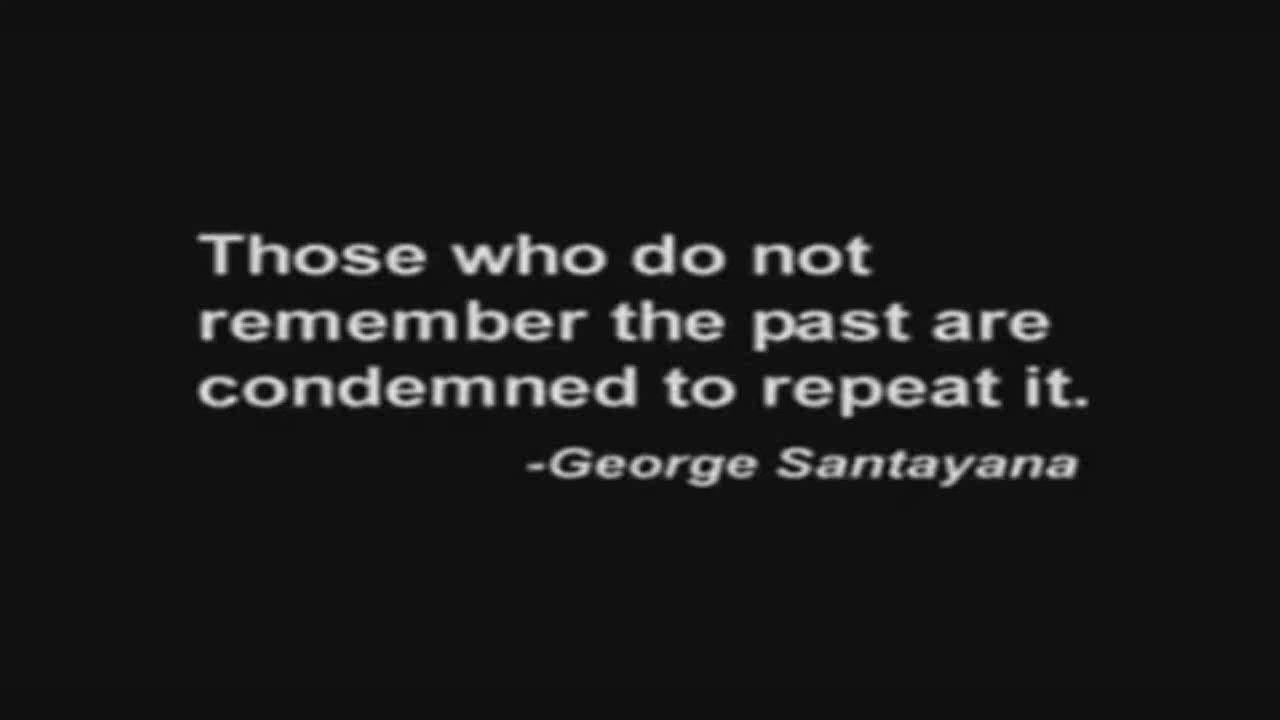 Those who do not
remember the past are
condemned to repeat it.
-George Santayana